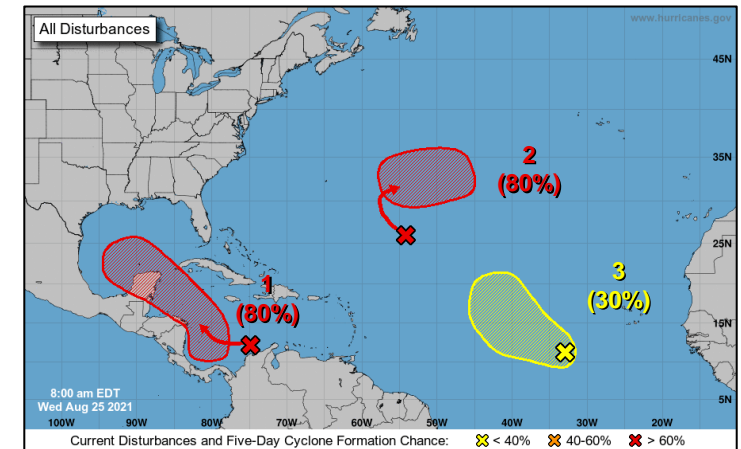 All Disturbances
www.hurricanes.gov
45N
2
(80%)
35N
25N
3
(30%)
1
(80%)
15N
8:00 am EDT
Wed Aug 25 2021
5N
100W 90W 80W 70W 60W 50W 40W 30W 20W
Current Disturbances and Five-Day Cyclone Formation Chance: < 40% 40-60% > 60%